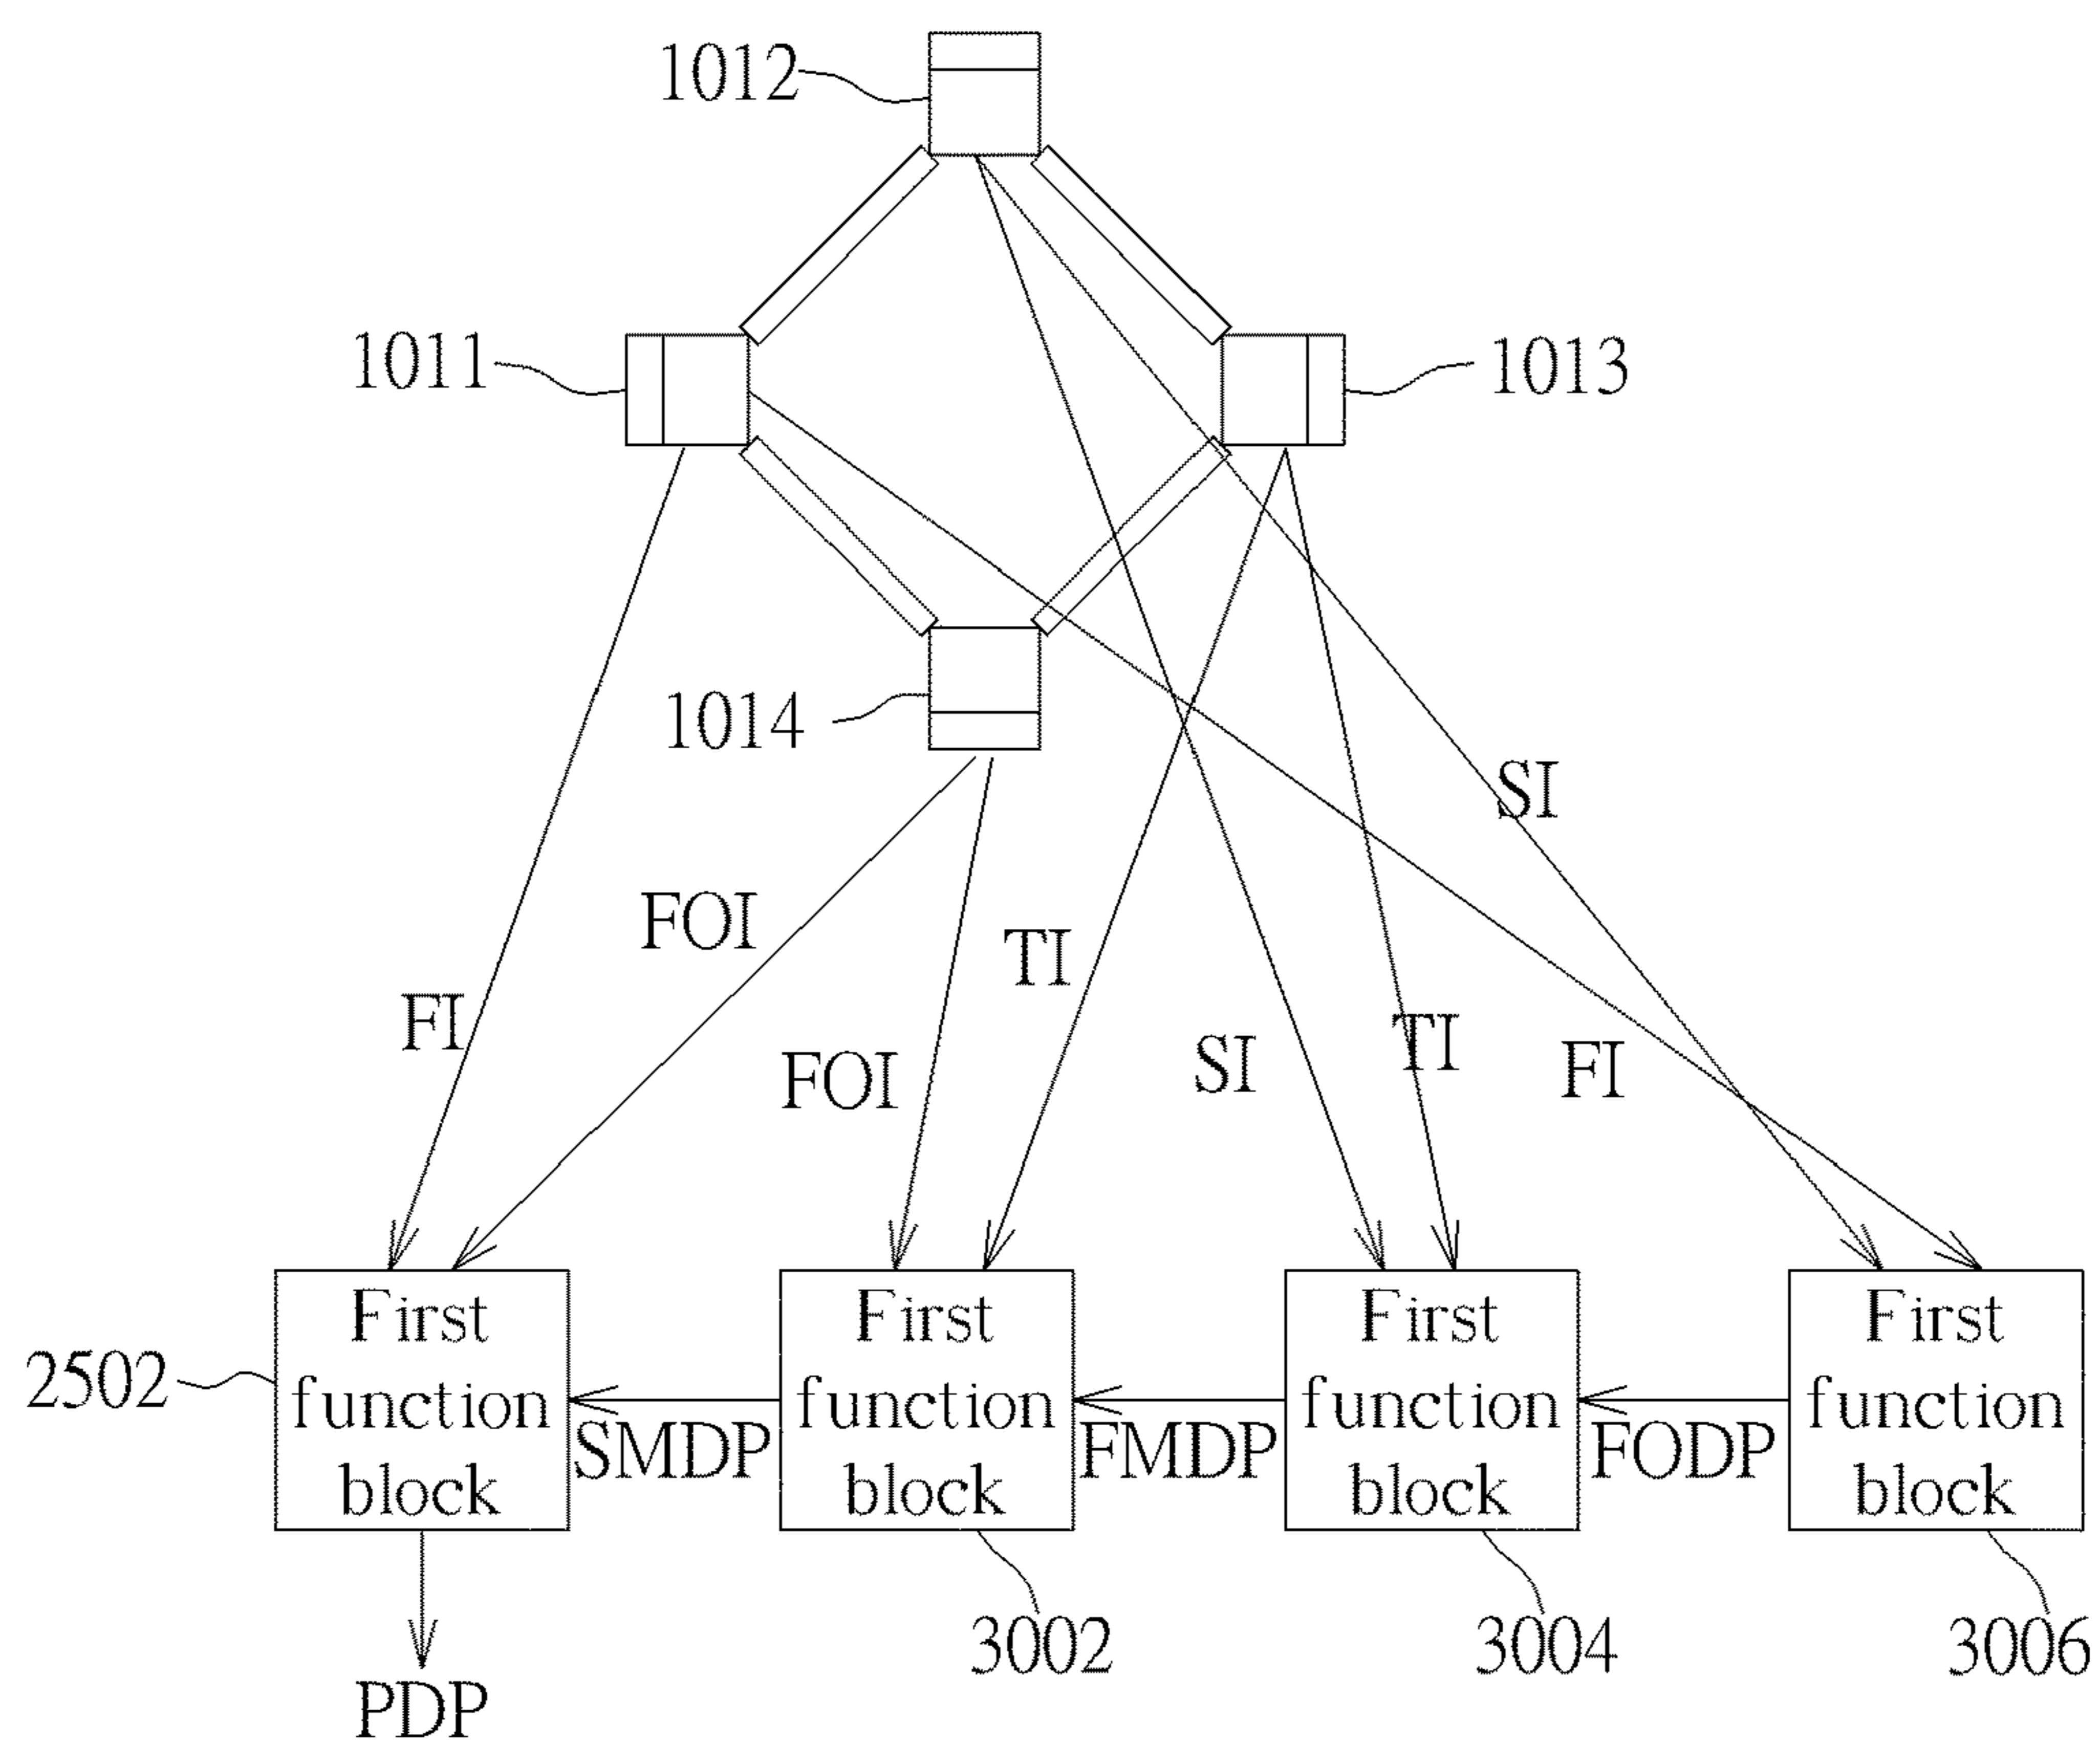 1012
1011
1013
1014
SI
FOI
TI
FI
TI
SI
FI
FOI
First
function
block
First
function
block
First
function
block
First
function
block
2502
SMDP
FMDP
FODP
3002
3004
3006
PDP